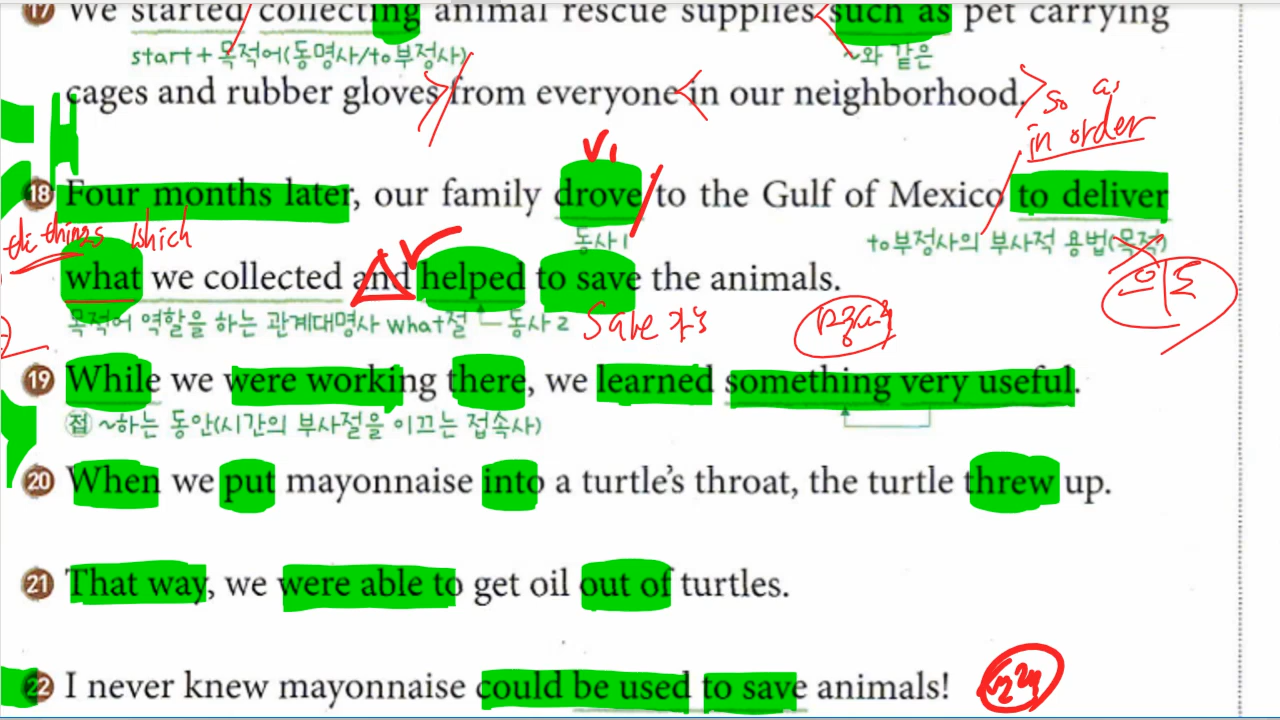 17 We started collecting animal rescue supplies such as pet carrying
start + 목적어(동명사/to부정사)
~와 같은
cages and rubber gloves from everyone in our neighborhood.
so as
in order
V1
18 Four months later, our family drove to the Gulf of Mexico to deliver
the things which
동사1
to부정사의 부사적 용법(목적)
what we collected and helped to save the animals.
의도
목적어 역할을 하는 관계대명사 what절
동사2
save
19 While we were working there, we learned something very useful.
접 ~하는 동안(시간의 부사절을 이끄는 접속사)
20 When we put mayonnaise into a turtle's throat, the turtle threw up.
21 That way, we were able to get oil out of turtles.
22 I never knew mayonnaise could be used to save animals!